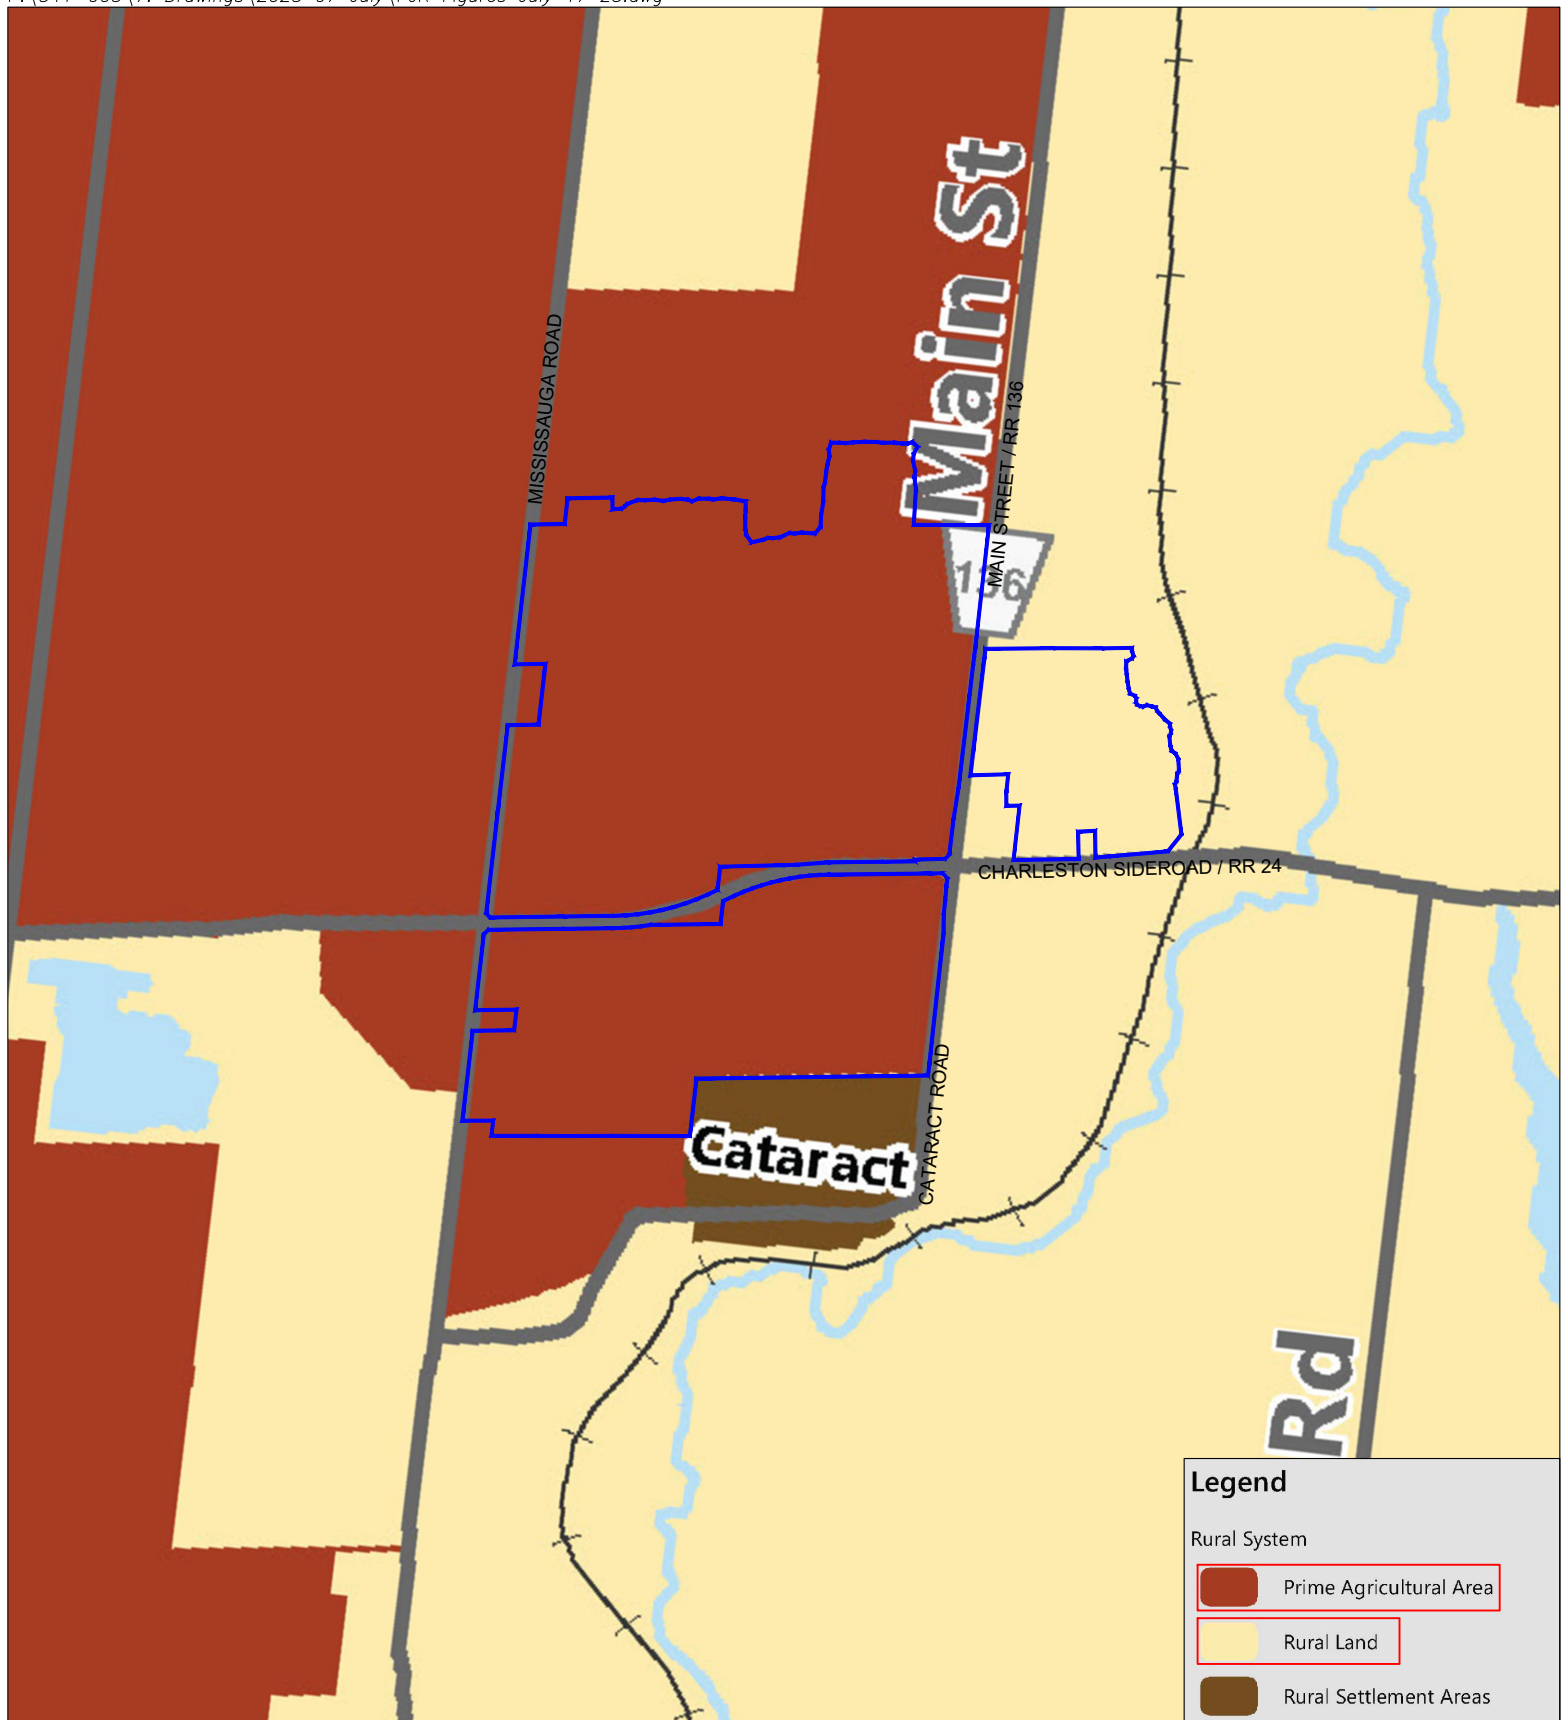 Main St
MISSISSAUGA ROAD
MAIN STREET / RR 136
136
CHARLESTON SIDEROAD / RR 24
CATARACT ROAD
Cataract
Rd
Legend
Rural System
Prime Agricultural Area
Rural Land
Rural Settlement Areas